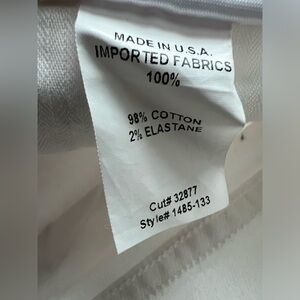 MADE IN U.S.A.
IMPORTED FABRICS
100%
98% COTTON
2% ELASTANE
Cut# 32877
Style# 1485-133